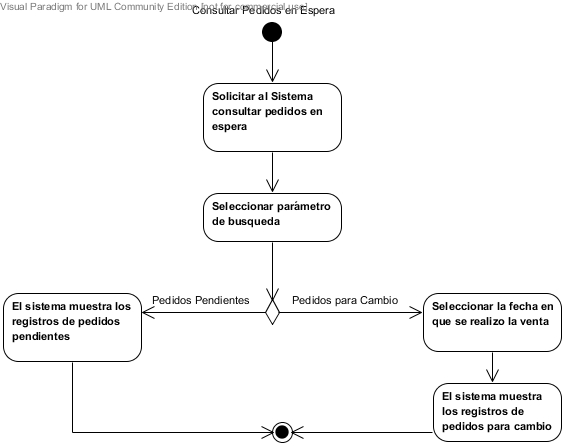 Visual Paradigm for UML Community Edition [not for commercial use]
Consultar Pedidos en Espera
Solicitar al Sistema
consultar pedidos en
espera
Seleccionar parámetro
de busqueda
Pedidos Pendientes
Pedidos para Cambio
El sistema muestra los
registros de pedidos
pendientes
Seleccionar la fecha en
que se realizo la venta
El sistema muestra
los registros de
pedidos para cambio